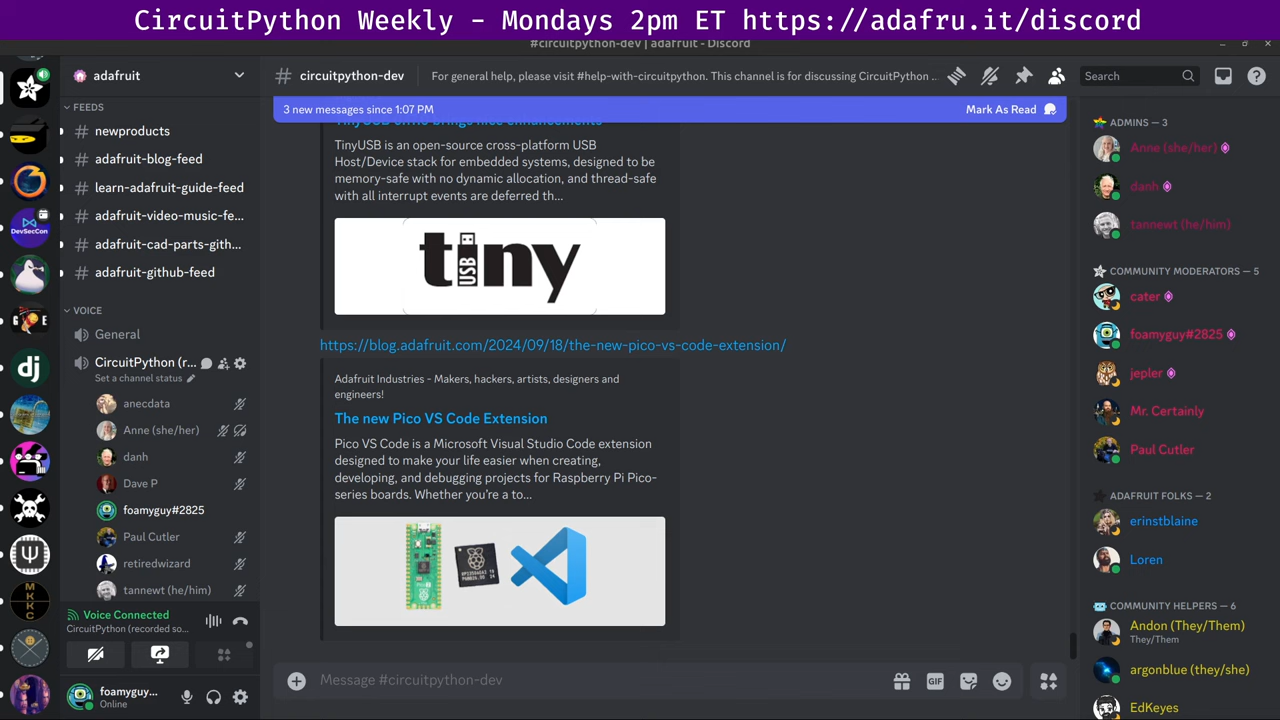 CircuitPython Weekly - Mondays 2pm ET https://adafru.it/discord
#circuitpython-dev | adafruit - Discord
adafruit
# circuitpython-dev
For general help, please visit #help-with-circuitpython. This channel is for discussing CircuitPython ...
Search
3 new messages since 1:07 PM
Mark As Read
FEEDS
newproducts
adafruit-blog-feed
learn-adafruit-guide-feed
adafruit-video-music-fe...
adafruit-cad-parts-gith...
adafruit-github-feed
VOICE
General
CircuitPython (r...
Set a channel status
anecdata
Anne (she/her)
danh
Dave P
foamyguy#2825
Paul Cutler
retiredwizard
tannewt (he/him)
Voice Connected
CircuitPython (recorded so...
foamyguy...
Online
DevSecCon
dj
MK
KC
TinyUSB is an open-source cross-platform USB
Host/Device stack for embedded systems, designed to be
memory-safe with no dynamic allocation, and thread-safe
with all interrupt events are deferred th...
tiny
USB
https://blog.adafruit.com/2024/09/18/the-new-pico-vs-code-extension/
Adafruit Industries - Makers, hackers, artists, designers and
engineers!
The new Pico VS Code Extension
Pico VS Code is a Microsoft Visual Studio Code extension
designed to make your life easier when creating,
developing, and debugging projects for Raspberry Pi Pico-
series boards. Whether you're a to...
Message #circuitpython-dev
GIF
ADMINS — 3
Anne (she/her)
danh
tannewt (he/him)
COMMUNITY MODERATORS — 5
cater
foamyguy#2825
jepler
Mr. Certainly
Paul Cutler
ADAFRUIT FOLKS — 2
erinstblaine
Loren
COMMUNITY HELPERS — 6
Andon (They/Them)
They/Them
argonblue (they/she)
EdKeyes